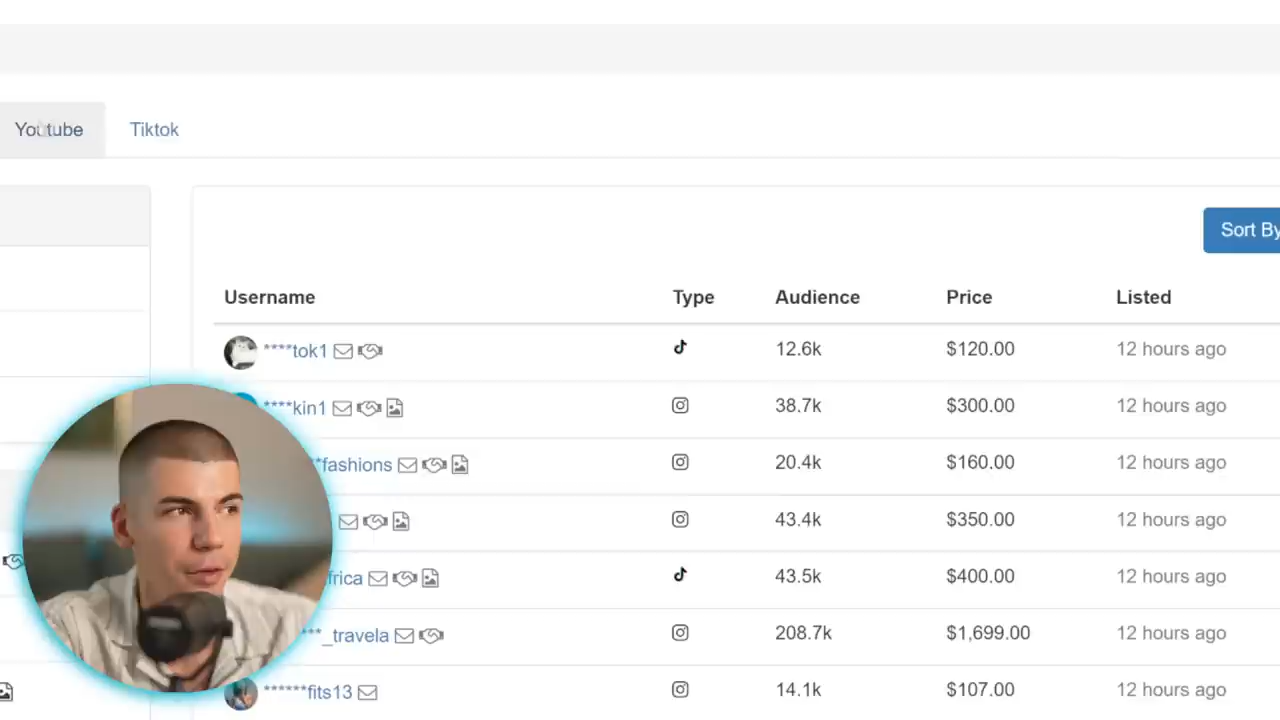 Youtube Tiktok
Sort By
Username Type Audience Price Listed
****tok1 12.6k $120.00 12 hours ago
****kin1 38.7k $300.00 12 hours ago
*fashions 20.4k $160.00 12 hours ago
43.4k $350.00 12 hours ago
frica 43.5k $400.00 12 hours ago
***_travela 208.7k $1,699.00 12 hours ago
******fits13 14.1k $107.00 12 hours ago